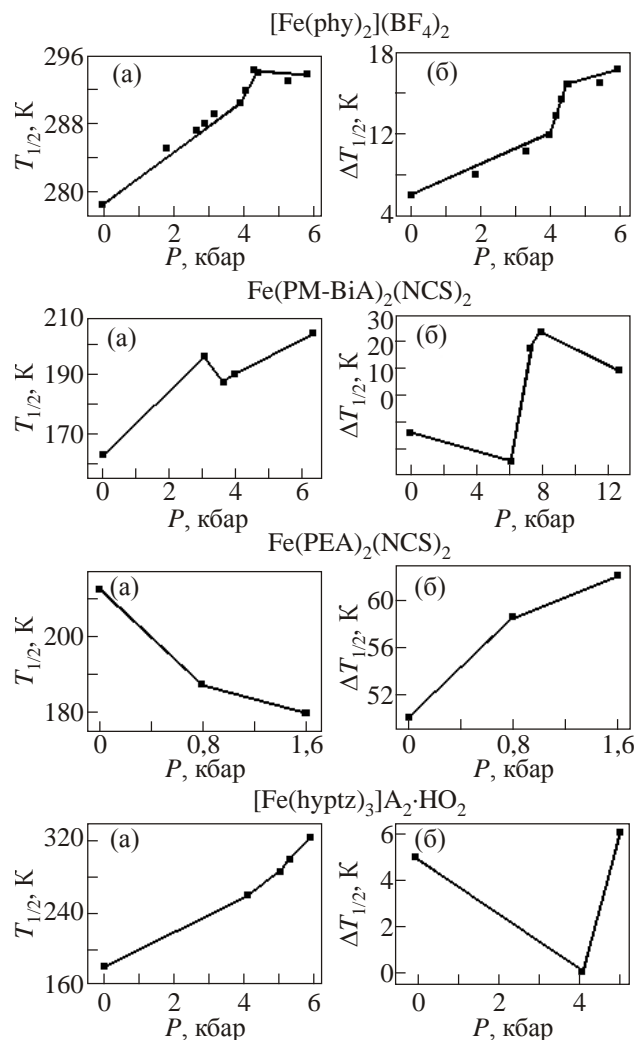 [Fe(phy)₂](BF₄)₂
(а)
T₁/₂, К
296
288
280
0 2 4 6
P, кбар
(б)
ΔT₁/₂, К
18
12
4
0 2 4 6
P, кбар
Fe(PM-BiA)₂(NCS)₂
(а)
T₁/₂, К
210
190
170
0 2 4 6
P, кбар
(б)
ΔT₁/₂, К
30
20
10
0
0 4 8 12
P, кбар
Fe(PEA)₂(NCS)₂
(а)
T₁/₂, К
200
180
0 0,8 1,6
P, кбар
(б)
ΔT₁/₂, К
60
56
52
0 0,8 1,6
P, кбар
[Fe(hyptz)₃]A₂·HO₂
(а)
T₁/₂, К
320
240
160
0 2 4 6
P, кбар
(б)
ΔT₁/₂, К
6
4
2
0
0 2 4
P, кбар